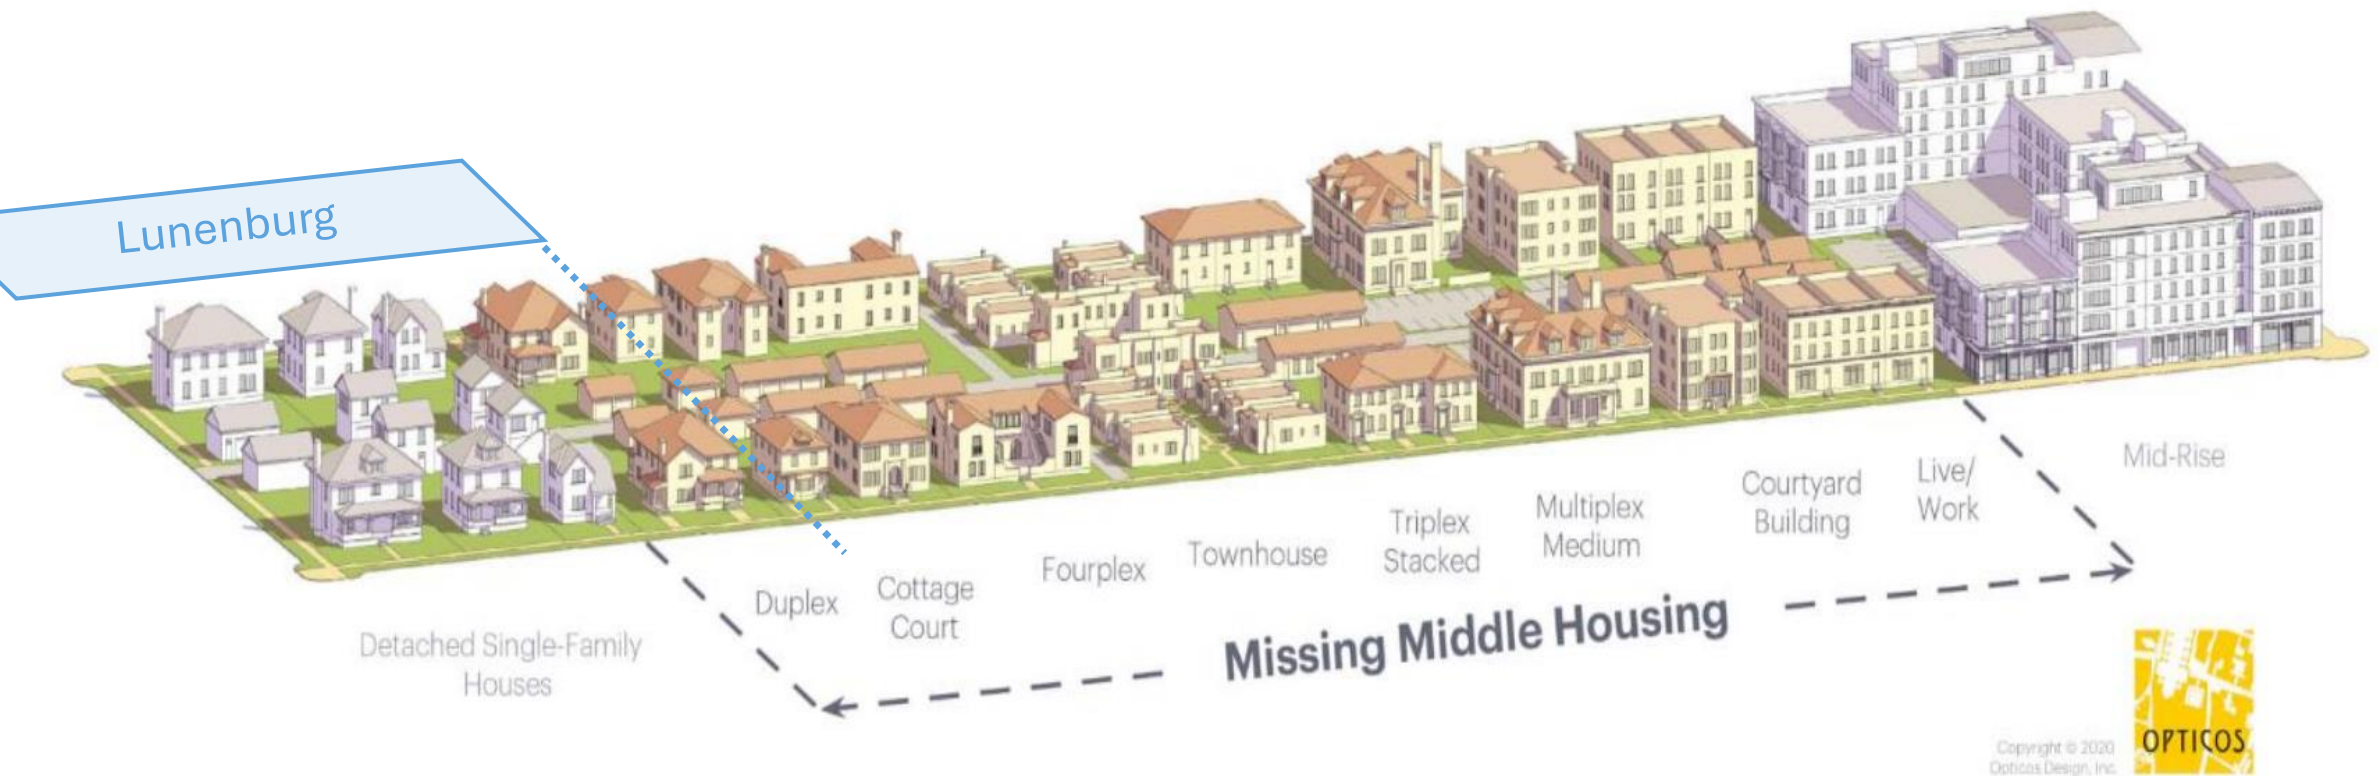 Lunenburg
Detached Single-Family
Houses
Duplex
Cottage
Court
Fourplex
Townhouse
Triplex
Stacked
Multiplex
Medium
Courtyard
Building
Live/
Work
Mid-Rise
Missing Middle Housing
OPTICOS
Copyright © 2020
Opticos Design, Inc.